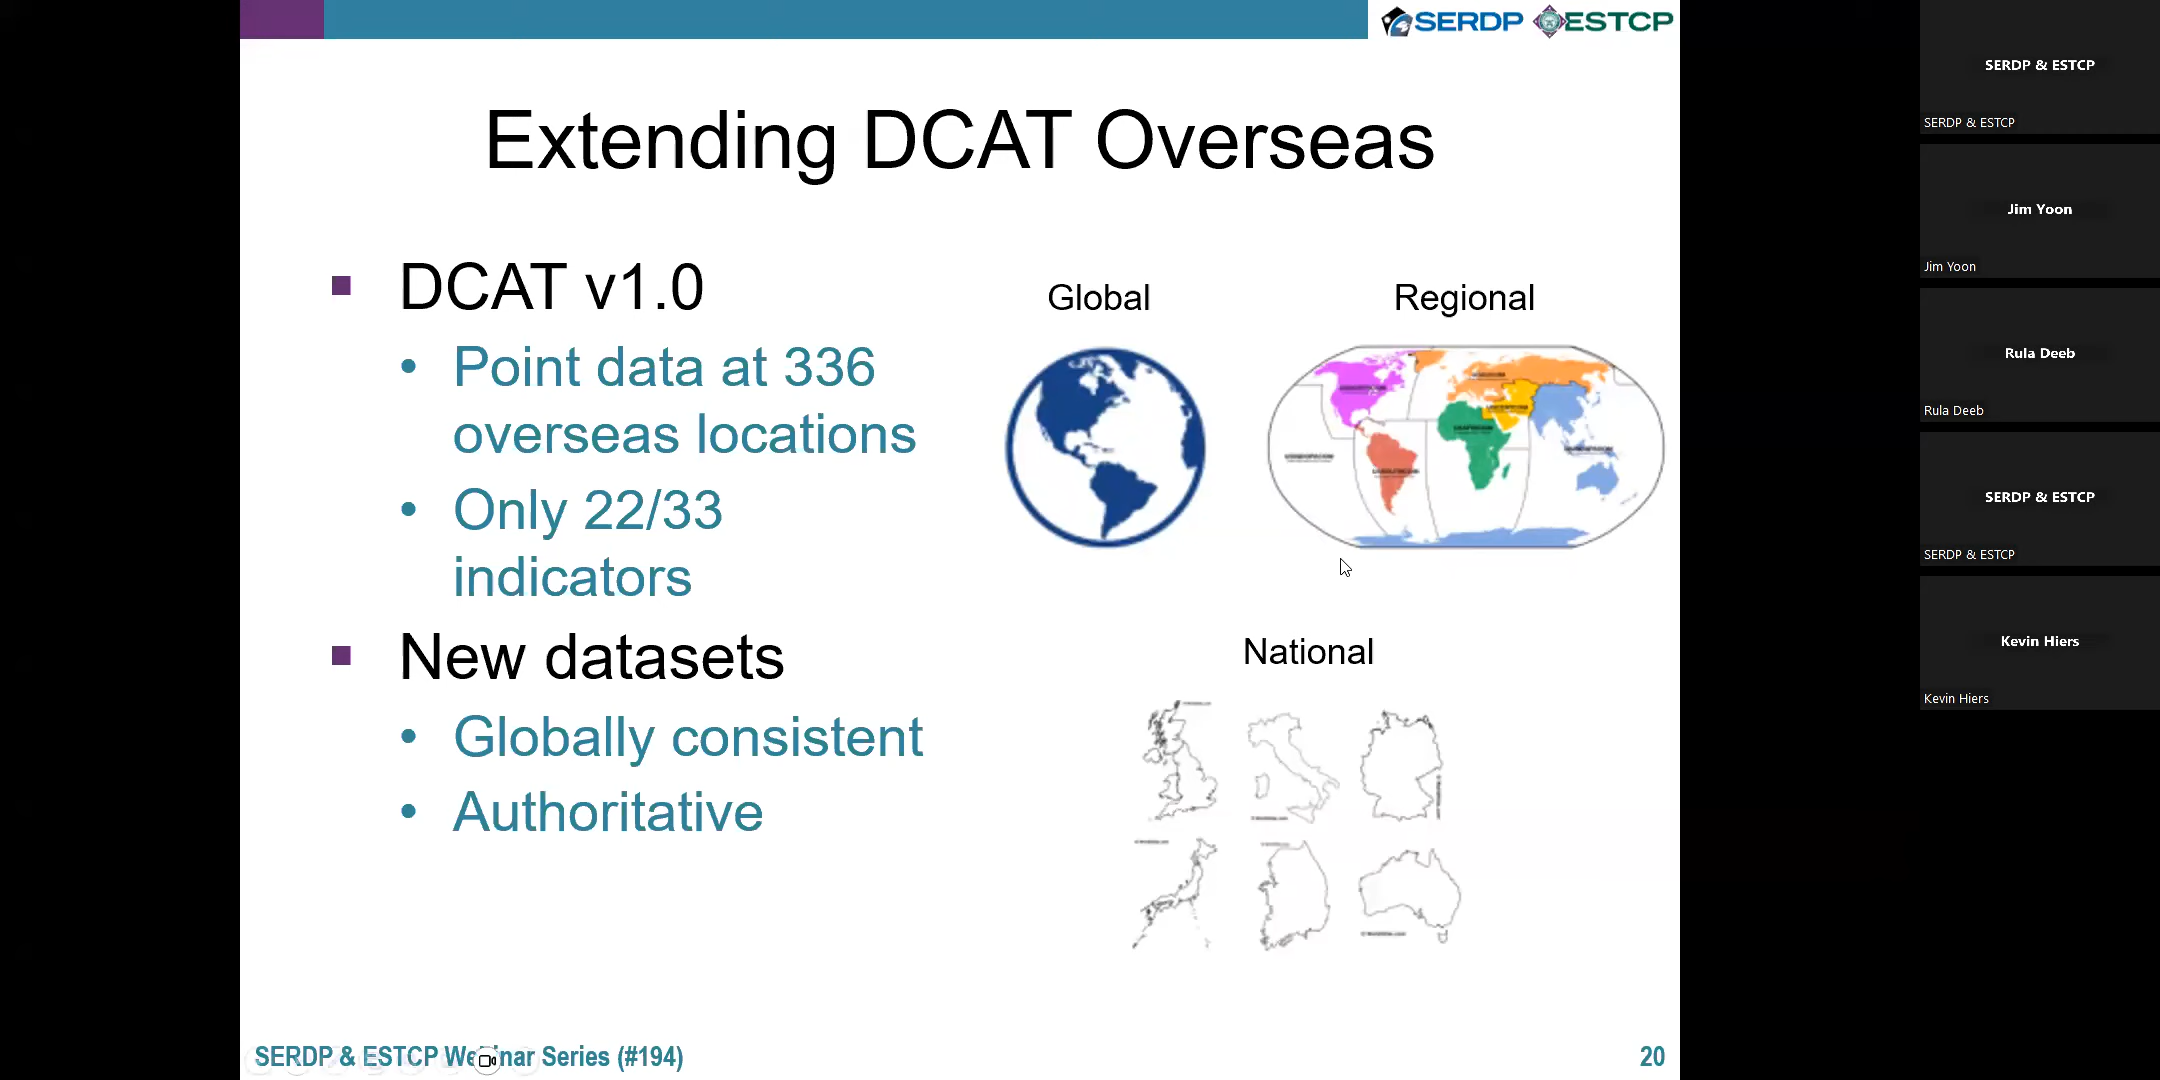 SERDP ESTCP
Extending DCAT Overseas
DCAT v1.0
Point data at 336
overseas locations
Only 22/33
indicators
New datasets
Globally consistent
Authoritative
Global
Regional
National
SERDP & ESTCP Webinar Series (#194)
20
SERDP & ESTCP
SERDP & ESTCP
Jim Yoon
Jim Yoon
Rula Deeb
Rula Deeb
SERDP & ESTCP
SERDP & ESTCP
Kevin Hiers
Kevin Hiers